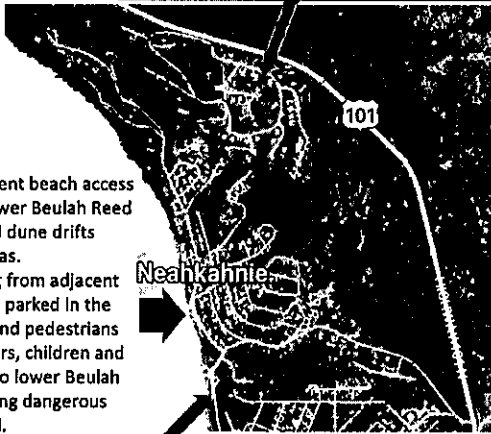 101
ent beach access
wer Beulah Reed
l dune drifts
as.
g from adjacent
parked in the
nd pedestrians
rs, children and
o lower Beulah
ng dangerous
Neahkahnie